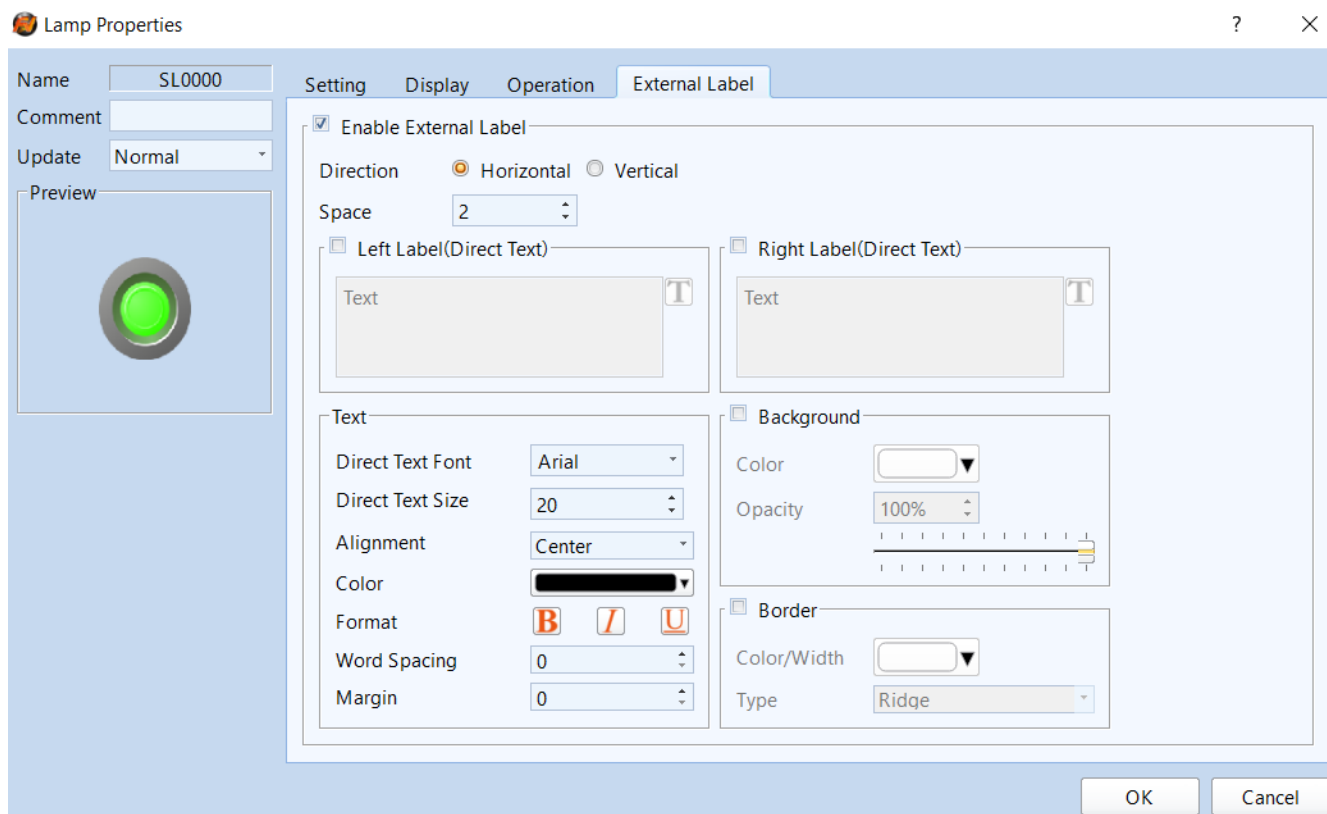 Lamp Properties ? ×
Name SL0000
Comment
Update Normal
Preview
Setting Display Operation External Label
Enable External Label
Direction Horizontal Vertical
Space 2
Left Label(Direct Text) Right Label(Direct Text)
Text T Text T
Text
Direct Text Font Arial
Direct Text Size 20
Alignment Center
Color
Format B I U
Word Spacing 0
Margin 0
Background
Color
Opacity 100%
Border
Color/Width
Type Ridge
OK Cancel